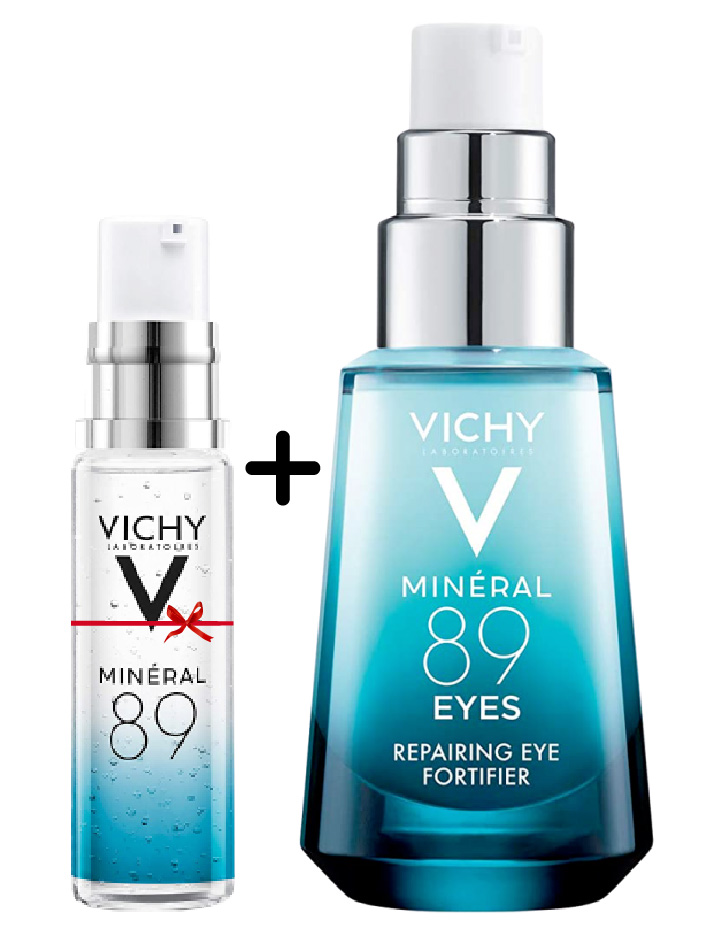 VICHY
LABORATOIRES
V
MINÉRAL
89
+
VICHY
LABORATOIRES
V
MINÉRAL
89
EYES
REPAIRING EYE
FORTIFIER